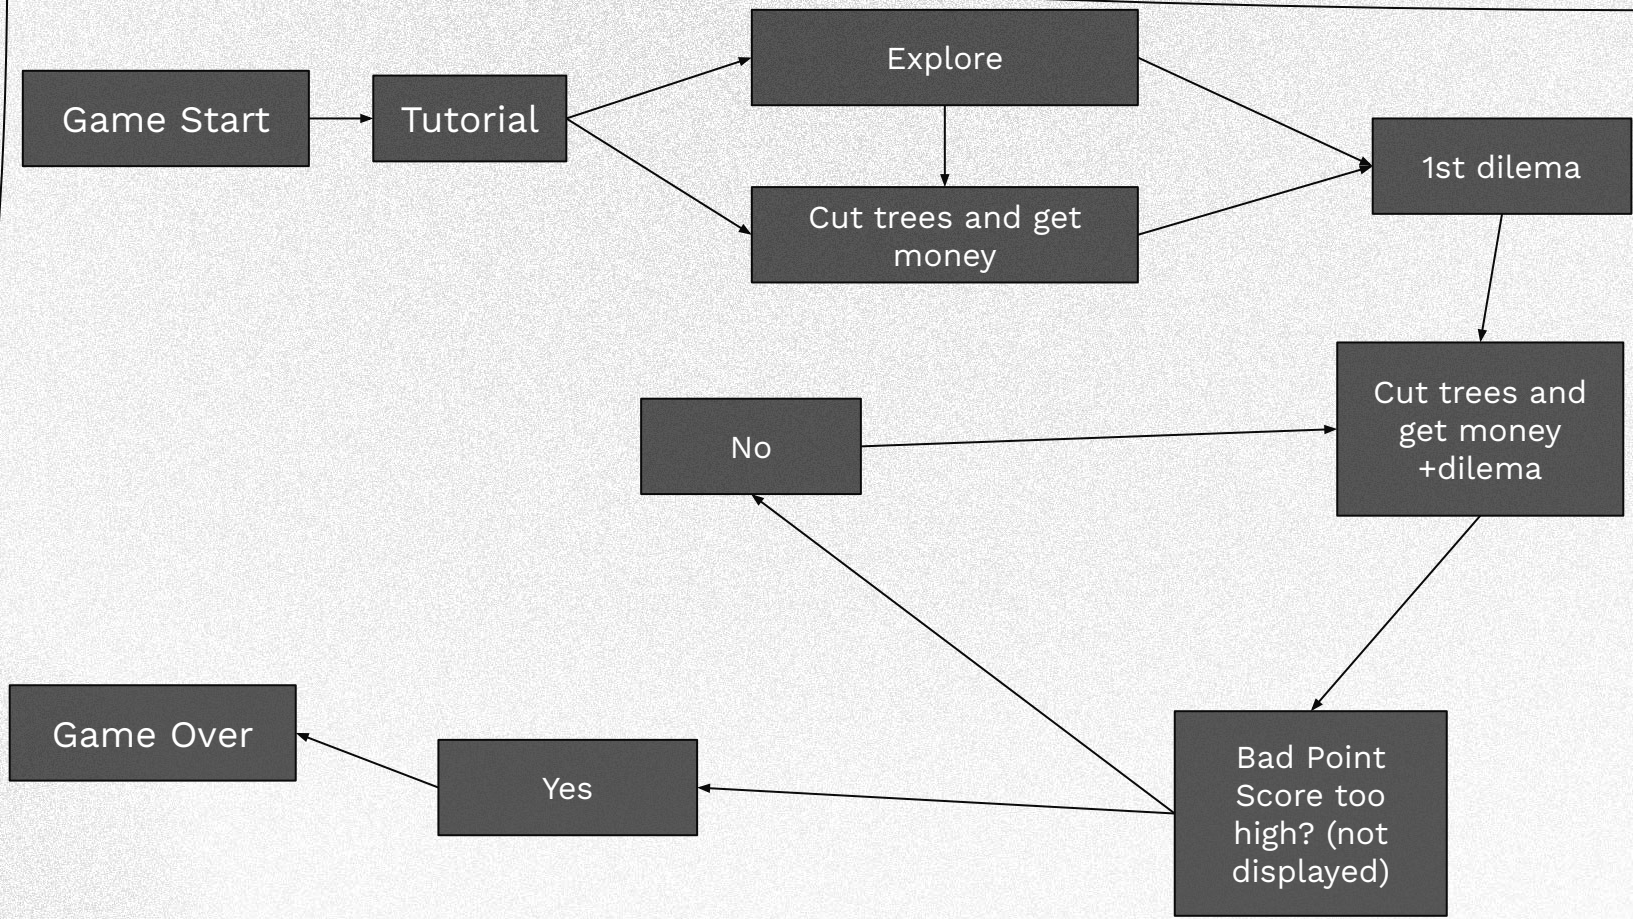 Game Start
Tutorial
Explore
Cut trees and get
money
1st dilema
Cut trees and
get money
+dilema
No
Bad Point
Score too
high? (not
displayed)
Yes
Game Over